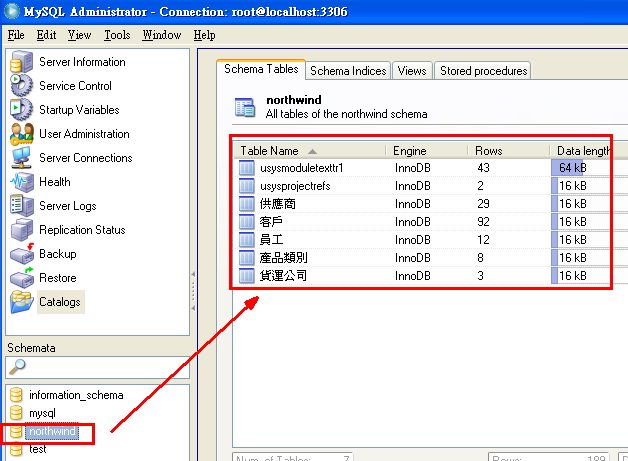 MySQL Administrator - Connection: root@localhost:3306
File Edit View Tools Window Help
Server Information
Service Control
Startup Variables
User Administration
Server Connections
Health
Server Logs
Replication Status
Backup
Restore
Catalogs
Schemata
information_schema
mysql
northwind
test
Schema Tables Schema Indices Views Stored procedures
northwind
All tables of the northwind schema
Table Name Engine Rows Data length
usysmoduletexttr1 InnoDB 43 64 kB
usysprojectrefs InnoDB 2 16 kB
供應商 InnoDB 29 16 kB
客戶 InnoDB 92 16 kB
員工 InnoDB 12 16 kB
產品類別 InnoDB 8 16 kB
貨運公司 InnoDB 3 16 kB
Num. of Tables: 7 Rows: 189